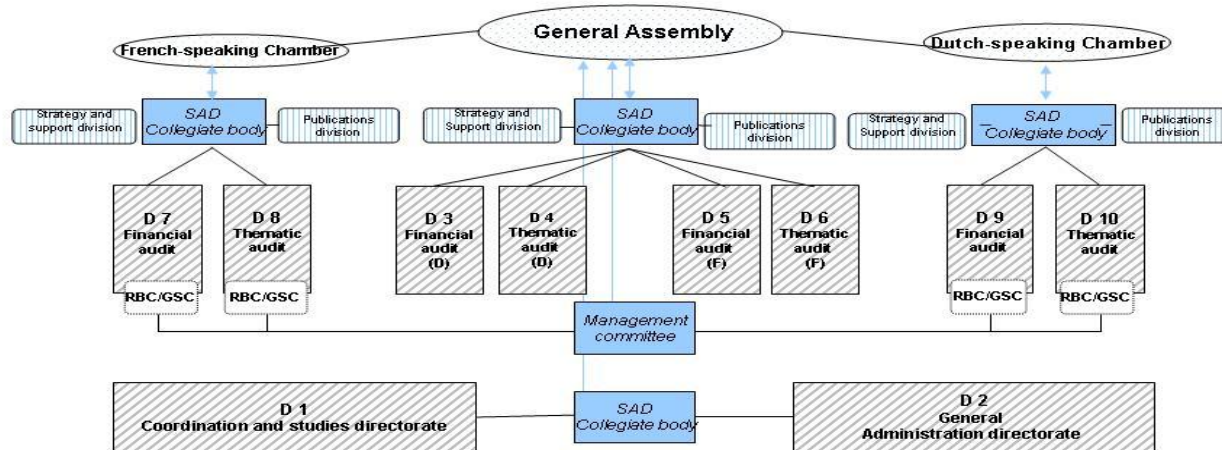 General Assembly
French-speaking Chamber
Dutch-speaking Chamber
Strategy and
support division
SAD
Collegiate body
Publications
division
Strategy and
Support division
SAD
Collegiate body
Publications
division
Strategy and
Support division
SAD
Collegiate body
Publications
division
D 7
Financial
audit
RBC/GSC
D 8
Thematic
audit
RBC/GSC
D 3
Financial
audit
(D)
D 4
Thematic
audit
(D)
D 5
Financial
audit
(F)
D 6
Thematic
audit
(F)
D 9
Financial
audit
RBC/GSC
D 10
Thematic
audit
RBC/GSC
Management
committee
D 1
Coordination and studies directorate
SAD
Collegiate body
D 2
General
Administration directorate